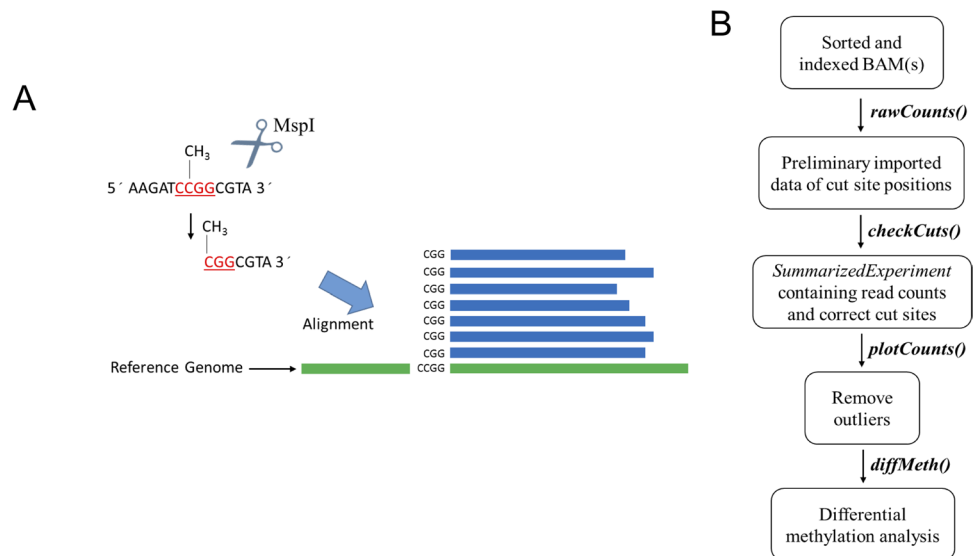 A
MspI
CH₃
5´ AAGATCCGGCGTA 3´
CH₃
CGGCGTA 3´
Alignment
CGG
CGG
CGG
CGG
CGG
CGG
CGG
Reference Genome
CCGG
B
Sorted and
indexed BAM(s)
rawCounts()
Preliminary imported
data of cut site positions
checkCuts()
SummarizedExperiment
containing read counts
and correct cut sites
plotCounts()
Remove
outliers
diffMeth()
Differential
methylation analysis